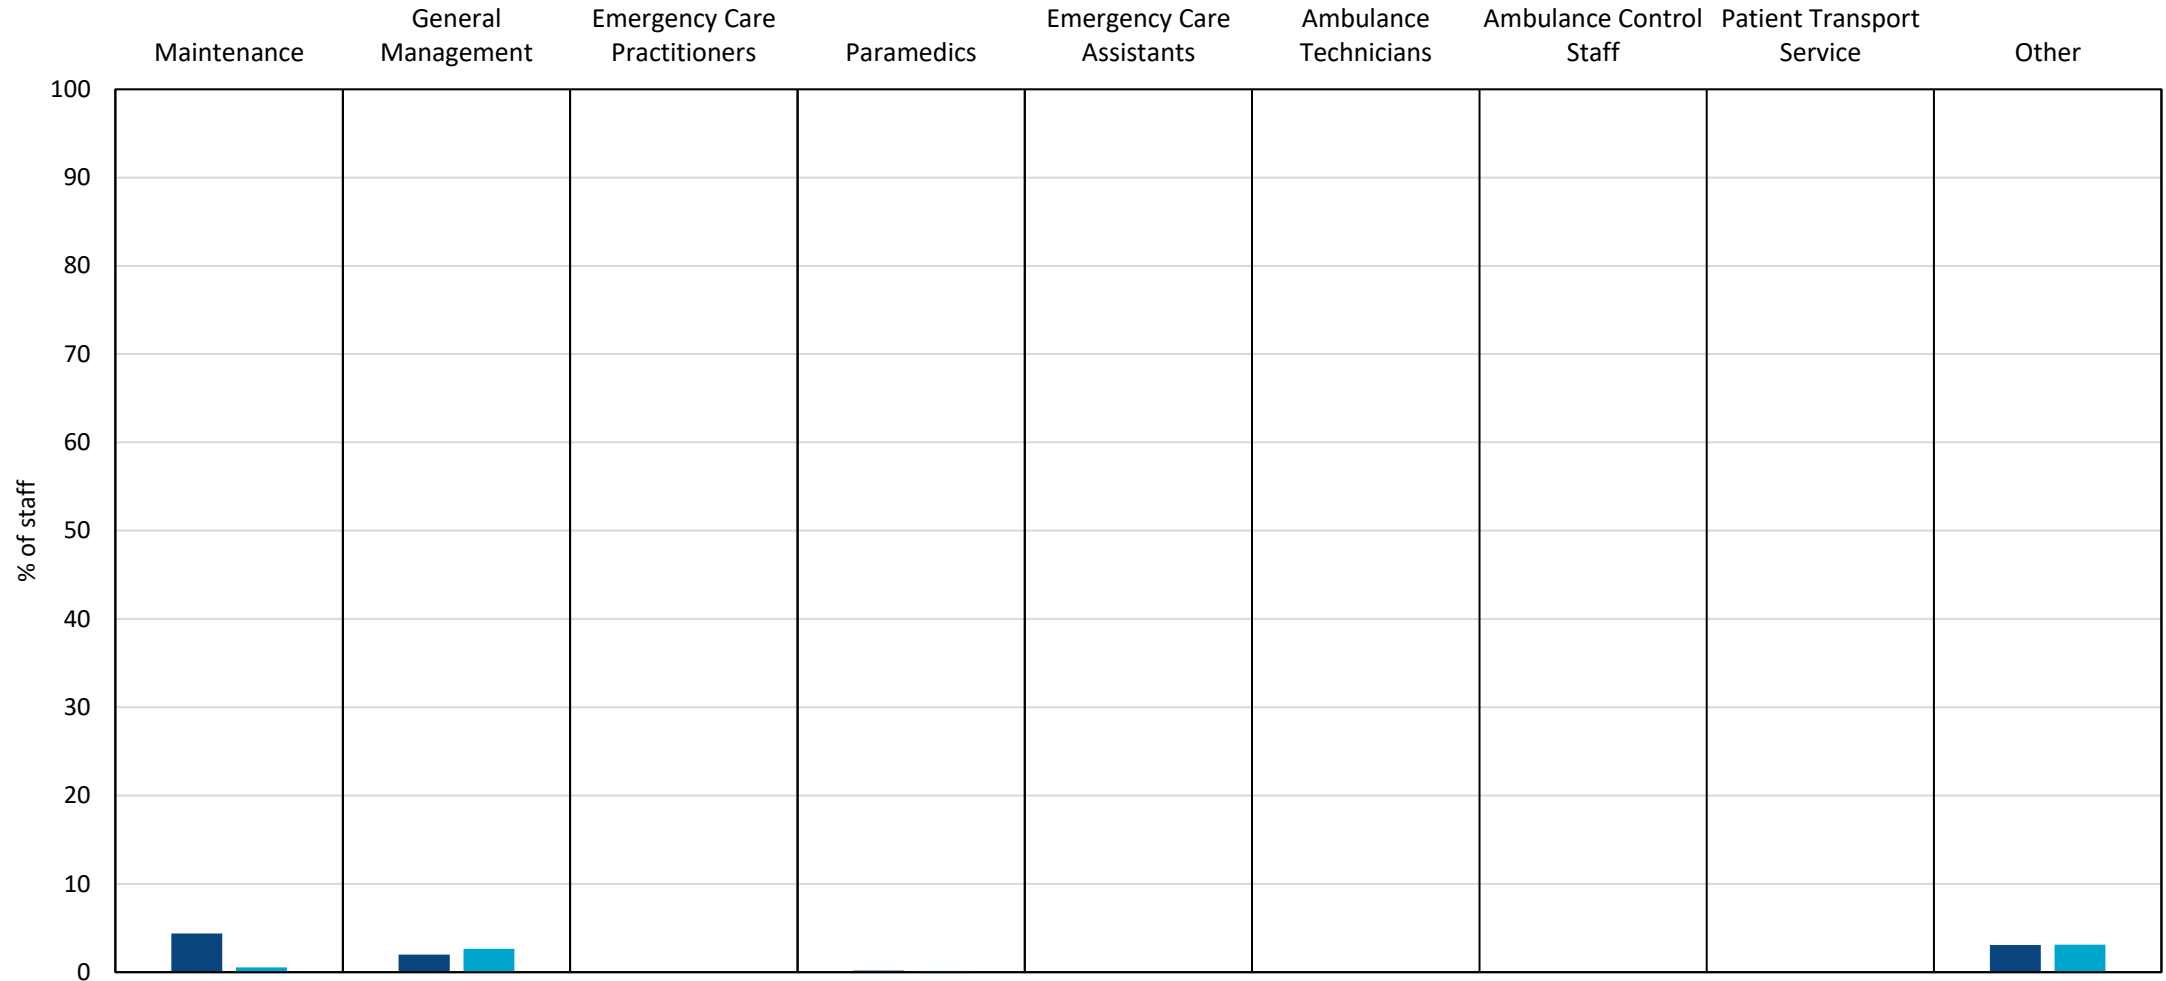 Maintenance
General
Management
Emergency Care
Practitioners
Paramedics
Emergency Care
Assistants
Ambulance
Technicians
Ambulance Control
Staff
Patient Transport
Service
Other
% of staff
100
90
80
70
60
50
40
30
20
10
0